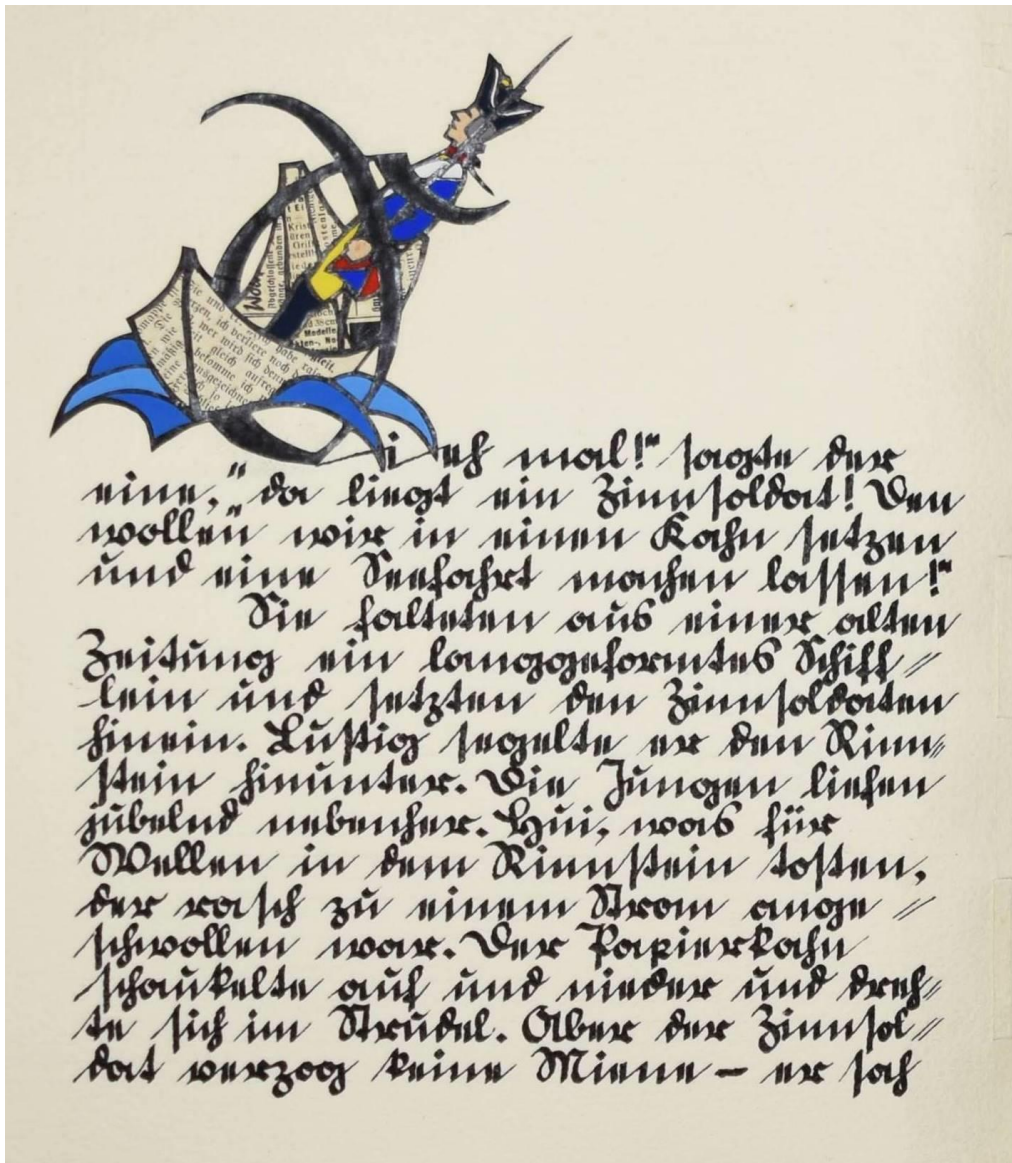 Sieh mal!" sagte der
eine, "da liegt ein Zinnsoldat! Den
wollen wir in einen Kahn setzen
und eine Seefahrt machen lassen!"
Sie falteten aus einer alten
Zeitung ein langgeformtes Schiff=
lein und setzten den Zinnsoldaten
hinein. Lustig segelte er den Rinn=
stein hinunter. Die Jungen liefen
jubelnd nebenher. Hui, was für
Wellen in dem Rinnstein tosten,
der rasch zu einem Strom ange=
schwollen war. Der Papierkahn
schaukelte auf und nieder und dreh=
te sich im Strudel. Aber der Zinnsol=
dat verzog keine Miene – er sah